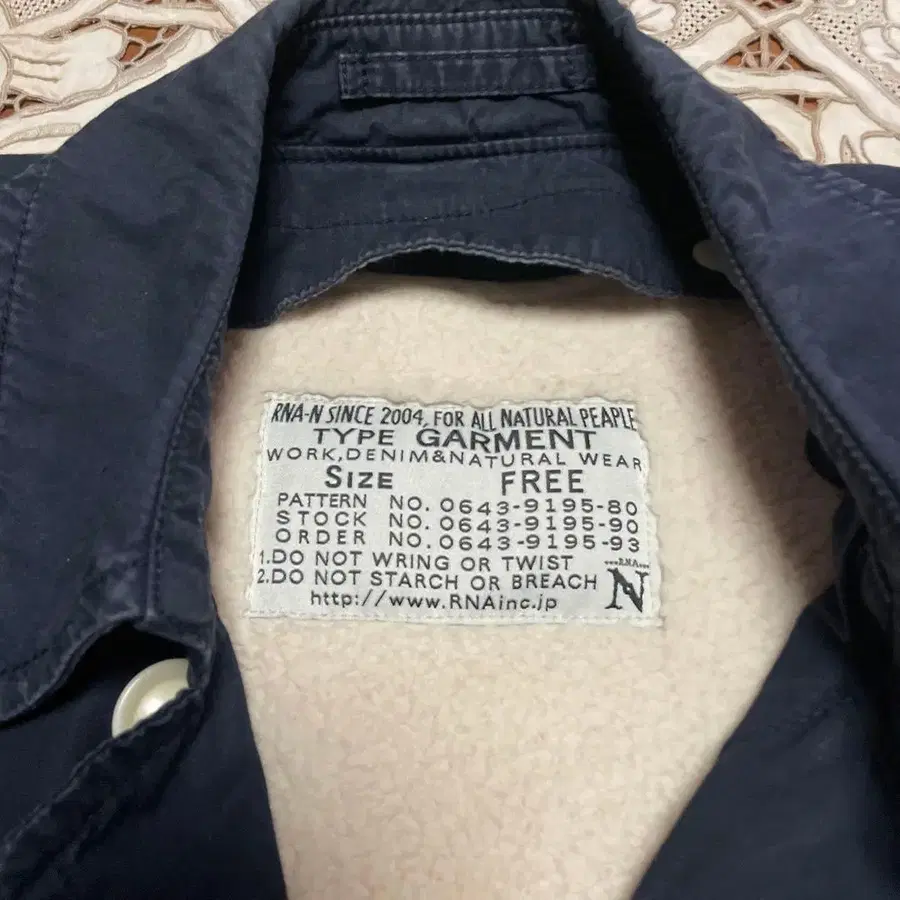 RNA-N SINCE 2004, FOR ALL NATURAL PEAPLE
TYPE GARMENT
WORK,DENIM&NATURAL WEAR
SIZE FREE
PATTERN NO. 0643-9195-80
STOCK NO. 0643-9195-90
ORDER NO. 0643-9195-93
1.DO NOT WRING OR TWIST
2.DO NOT STARCH OR BREACH
...RNA...
N
http://www.RNAinc.jp